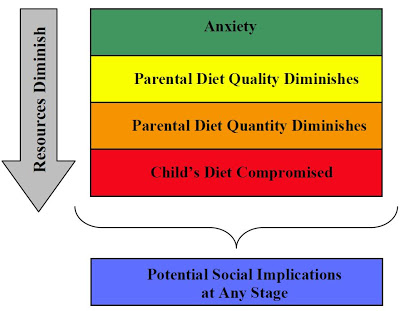 Resources Diminish
Anxiety
Parental Diet Quality Diminishes
Parental Diet Quantity Diminishes
Child's Diet Compromised
Potential Social Implications
at Any Stage